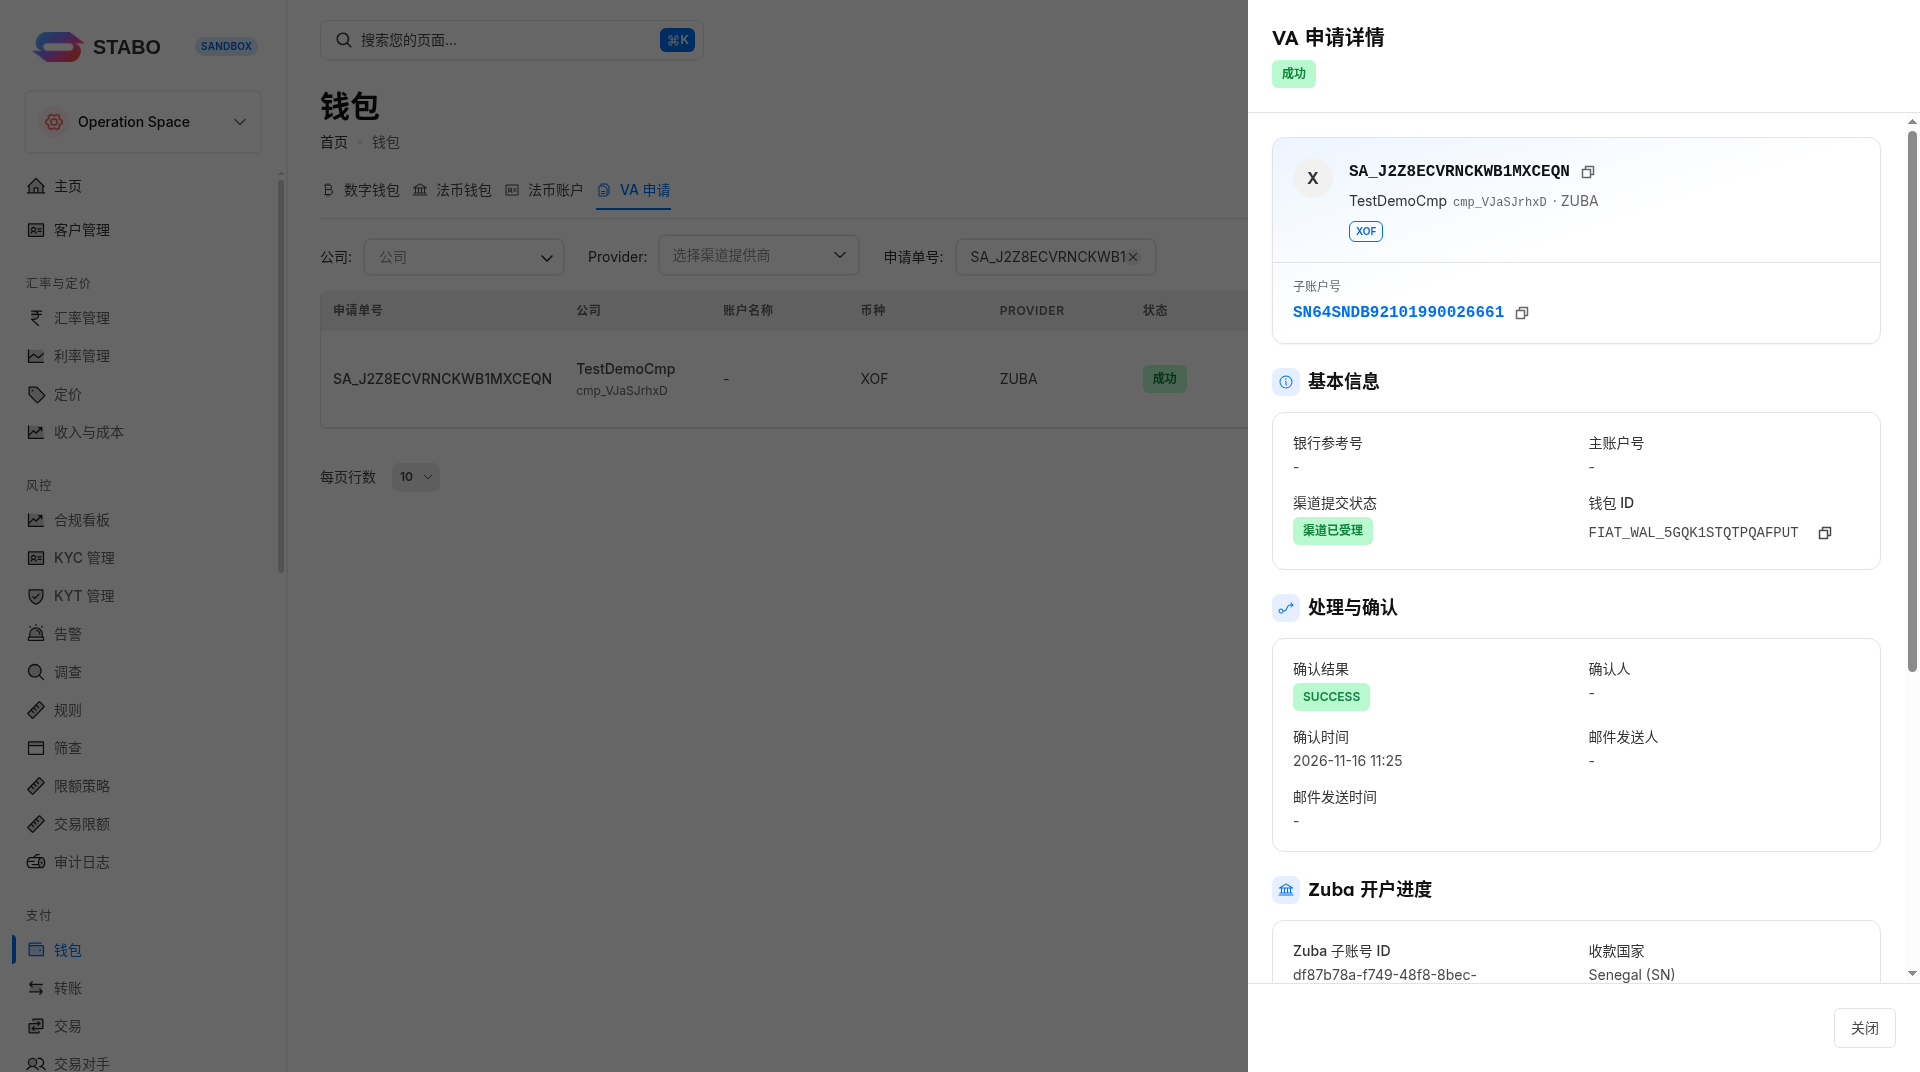 STABO
SANDBOX
Operation Space
主页
客户管理
汇率与定价
汇率管理
利率管理
定价
收入与成本
风控
合规看板
KYC 管理
KYT 管理
告警
调查
规则
筛查
限额策略
交易限额
审计日志
支付
钱包
转账
交易
交易对手
搜索您的页面...
⌘K
钱包
首页 • 钱包
数字钱包 法币钱包 法币账户 VA 申请
公司: 公司 Provider: 选择渠道提供商 申请单号: SA_J2Z8ECVRNCKWB1
申请单号 公司 账户名称 币种 PROVIDER 状态
SA_J2Z8ECVRNCKWB1MXCEQN TestDemoCmp - XOF ZUBA 成功
cmp_VJaSJrhxD
每页行数 10
VA 申请详情
成功
X
SA_J2Z8ECVRNCKWB1MXCEQN
TestDemoCmp cmp_VJaSJrhxD · ZUBA
XOF
子账户号
SN64SNDB92101990026661
基本信息
银行参考号 主账户号
- -
渠道提交状态 钱包 ID
渠道已受理 FIAT_WAL_5GQK1STQTPQAFPUT
处理与确认
确认结果 确认人
SUCCESS -
确认时间 邮件发送人
2026-11-16 11:25 -
邮件发送时间
-
Zuba 开户进度
Zuba 子账号 ID 收款国家
df87b78a-f749-48f8-8bec- Senegal (SN)
关闭